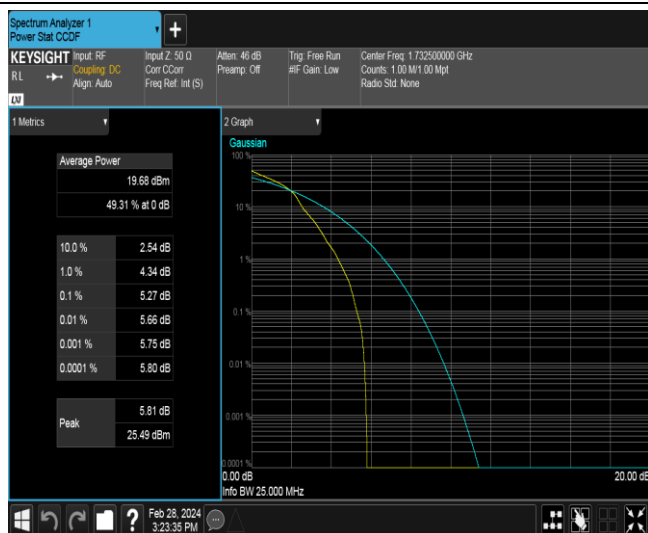 Spectrum Analyzer 1
Power Stat CCDF
+
KEYSIGHT
RL
LXI
Input: RF
Coupling: DC
Align: Auto
Input Z: 50 Ω
Corr CCorr
Freq Ref: Int (S)
Atten: 46 dB
Preamp: Off
Trig: Free Run
#IF Gain: Low
Center Freq: 1.732500000 GHz
Counts: 1.00 M/1.00 Mpt
Radio Std: None
1 Metrics
Average Power
19.68 dBm
49.31 % at 0 dB
10.0 % 2.54 dB
1.0 % 4.34 dB
0.1 % 5.27 dB
0.01 % 5.66 dB
0.001 % 5.75 dB
0.0001 % 5.80 dB
Peak
5.81 dB
25.49 dBm
2 Graph
Gaussian
100 %
10 %
1 %
0.1 %
0.01 %
0.001 %
0.0001 %
0.00 dB
20.00 dB
Info BW 25.000 MHz
?
Feb 28, 2024
3:23:35 PM